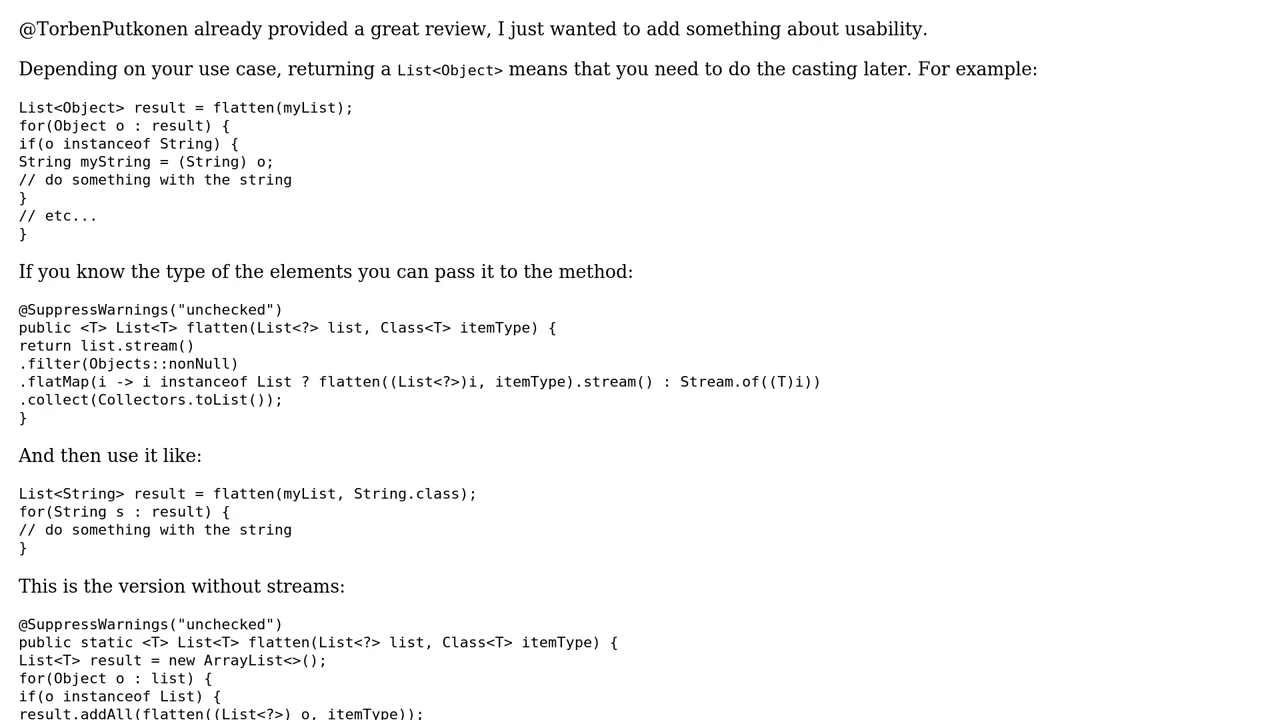 @TorbenPutkonen already provided a great review, I just wanted to add something about usability.
Depending on your use case, returning a List<Object> means that you need to do the casting later. For example:
List<Object> result = flatten(myList);
for(Object o : result) {
if(o instanceof String) {
String myString = (String) o;
// do something with the string
}
// etc...
}
If you know the type of the elements you can pass it to the method:
@SuppressWarnings("unchecked")
public <T> List<T> flatten(List<?> list, Class<T> itemType) {
return list.stream()
.filter(Objects::nonNull)
.flatMap(i -> i instanceof List ? flatten((List<?>)i, itemType).stream() : Stream.of((T)i))
.collect(Collectors.toList());
}
And then use it like:
List<String> result = flatten(myList, String.class);
for(String s : result) {
// do something with the string
}
This is the version without streams:
@SuppressWarnings("unchecked")
public static <T> List<T> flatten(List<?> list, Class<T> itemType) {
List<T> result = new ArrayList<>();
for(Object o : list) {
if(o instanceof List) {
result.addAll(flatten((List<?>) o, itemType));